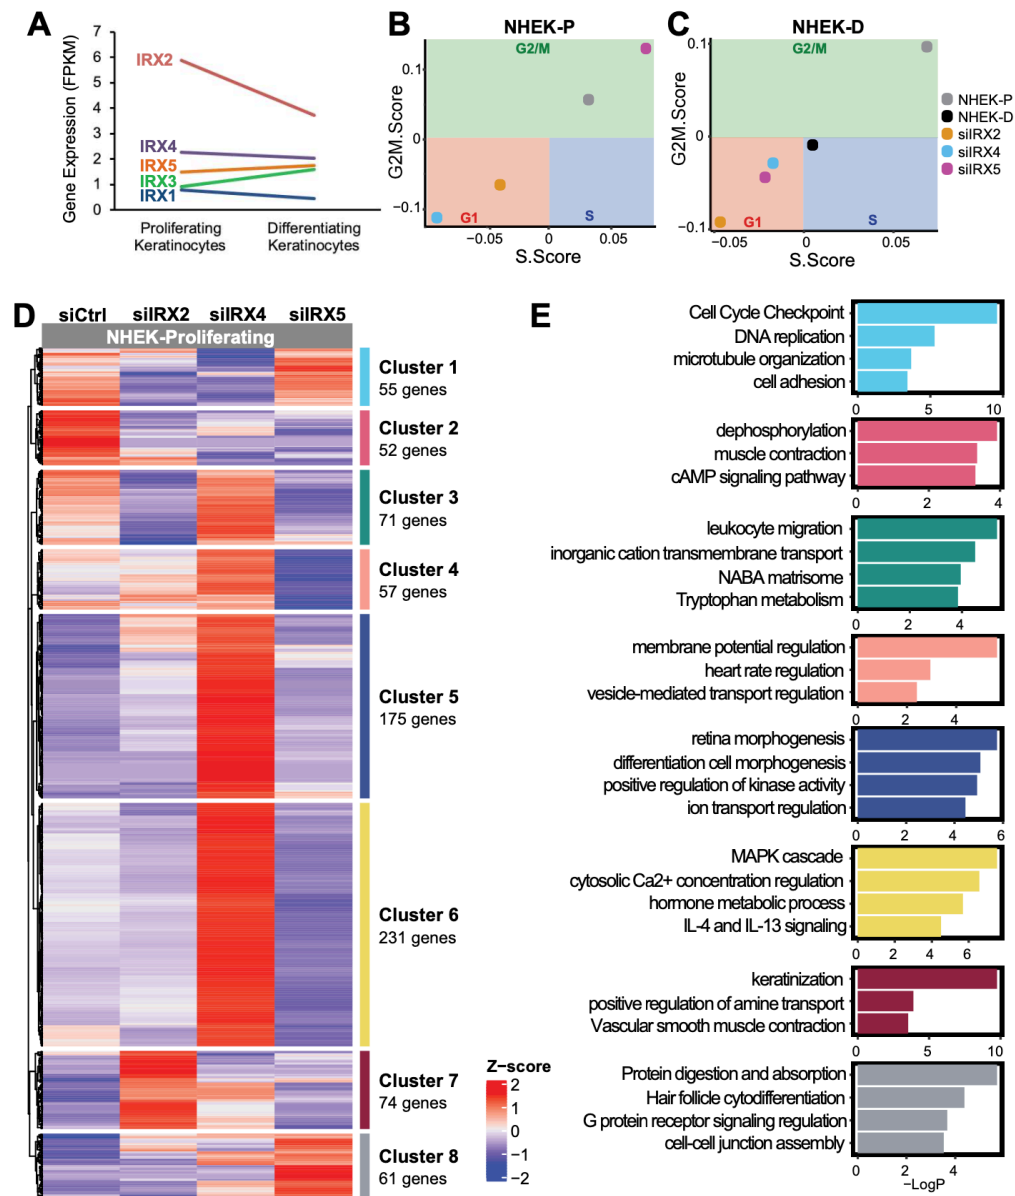 A
7
6
5
4
3
2
1
0
Gene Expression (FPKM)
IRX2
IRX4
IRX5
IRX3
IRX1
Proliferating
Keratinocytes
Differentiating
Keratinocytes
B
NHEK-P
G2/M
G1
S
G2M.Score
0.1
0
−0.1
−0.05
0
0.05
S.Score
C
NHEK-D
G2/M
G1
S
G2M.Score
0.1
0
−0.1
−0.05
0
0.05
S.Score
NHEK-P
NHEK-D
siIRX2
siIRX4
siIRX5
D
siCtrl siIRX2 siIRX4 siIRX5
NHEK-Proliferating
Cluster 1
55 genes
Cluster 2
52 genes
Cluster 3
71 genes
Cluster 4
57 genes
Cluster 5
175 genes
Cluster 6
231 genes
Cluster 7
74 genes
Cluster 8
61 genes
Z−score
2
1
0
−1
−2
E
Cell Cycle Checkpoint
DNA replication
microtubule organization
cell adhesion
0 5 10
dephosphorylation
muscle contraction
cAMP signaling pathway
0 2 4
leukocyte migration
inorganic cation transmembrane transport
NABA matrisome
Tryptophan metabolism
0 2 4
membrane potential regulation
heart rate regulation
vesicle-mediated transport regulation
0 2 4
retina morphogenesis
differentiation cell morphogenesis
positive regulation of kinase activity
ion transport regulation
0 2 4 6
MAPK cascade
cytosolic Ca2+ concentration regulation
hormone metabolic process
IL-4 and IL-13 signaling
0 2 4 6
keratinization
positive regulation of amine transport
Vascular smooth muscle contraction
0 5 10
Protein digestion and absorption
Hair follicle cytodifferentiation
G protein receptor signaling regulation
cell-cell junction assembly
0 2 4
−LogP